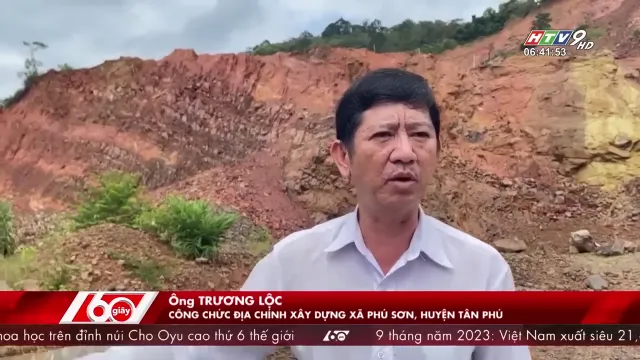 HTV9 HD
06:41:53
60 giây
Ông TRƯƠNG LỘC
CÔNG CHỨC ĐỊA CHÍNH XÂY DỰNG XÃ PHÚ SƠN, HUYỆN TÂN PHÚ
hoa học trên đỉnh núi Cho Oyu cao thứ 6 thế giới 60 giây 9 tháng năm 2023: Việt Nam xuất siêu 21